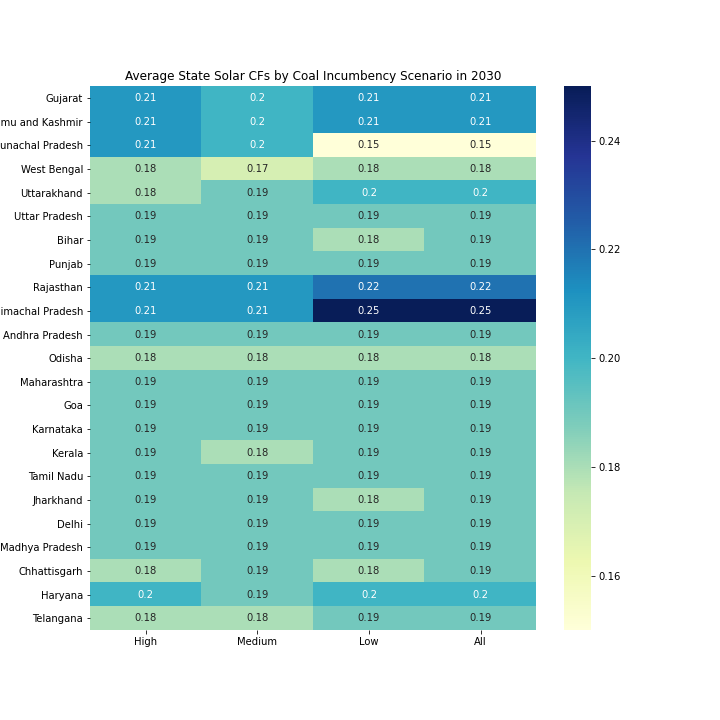 Average State Solar CFs by Coal Incumbency Scenario in 2030
Gujarat 0.21 0.2 0.21 0.21
mu and Kashmir 0.21 0.2 0.21 0.21
unachal Pradesh 0.21 0.2 0.15 0.15
West Bengal 0.18 0.17 0.18 0.18
Uttarakhand 0.18 0.19 0.2 0.2
Uttar Pradesh 0.19 0.19 0.19 0.19
Bihar 0.19 0.19 0.18 0.19
Punjab 0.19 0.19 0.19 0.19
Rajasthan 0.21 0.21 0.22 0.22
imachal Pradesh 0.21 0.21 0.25 0.25
Andhra Pradesh 0.19 0.19 0.19 0.19
Odisha 0.18 0.18 0.18 0.18
Maharashtra 0.19 0.19 0.19 0.19
Goa 0.19 0.19 0.19 0.19
Karnataka 0.19 0.19 0.19 0.19
Kerala 0.19 0.18 0.19 0.19
Tamil Nadu 0.19 0.19 0.19 0.19
Jharkhand 0.19 0.19 0.18 0.19
Delhi 0.19 0.19 0.19 0.19
Madhya Pradesh 0.19 0.19 0.19 0.19
Chhattisgarh 0.18 0.19 0.18 0.19
Haryana 0.2 0.19 0.2 0.2
Telangana 0.18 0.18 0.19 0.19
High Medium Low All
0.24
0.22
0.20
0.18
0.16